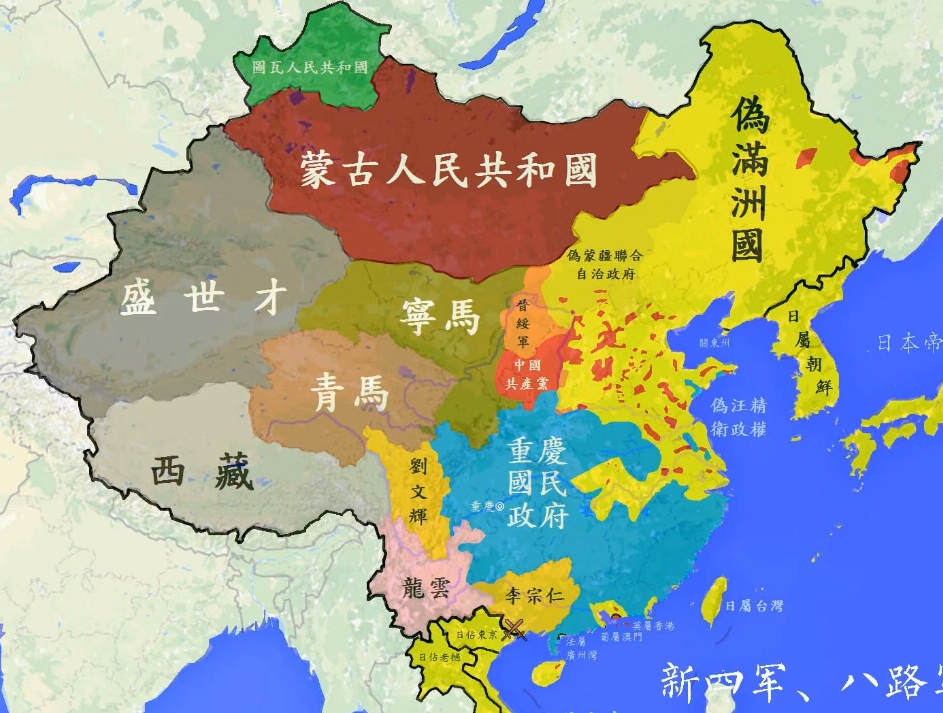 圖瓦人民共和國
蒙古人民共和國
偽滿洲國
盛世才
寧馬
偽蒙疆聯合
自治政府
晉綏軍
日屬朝鮮
關東州
日本帝
中國
共產黨
青馬
偽汪精
衛政權
西藏
劉文輝
重慶
國民
政府
重慶
龍雲
李宗仁
日屬台灣
英屬香港
葡屬澳門
日佔東京
法屬
廣州灣
日佔老撾
新四军、八路军